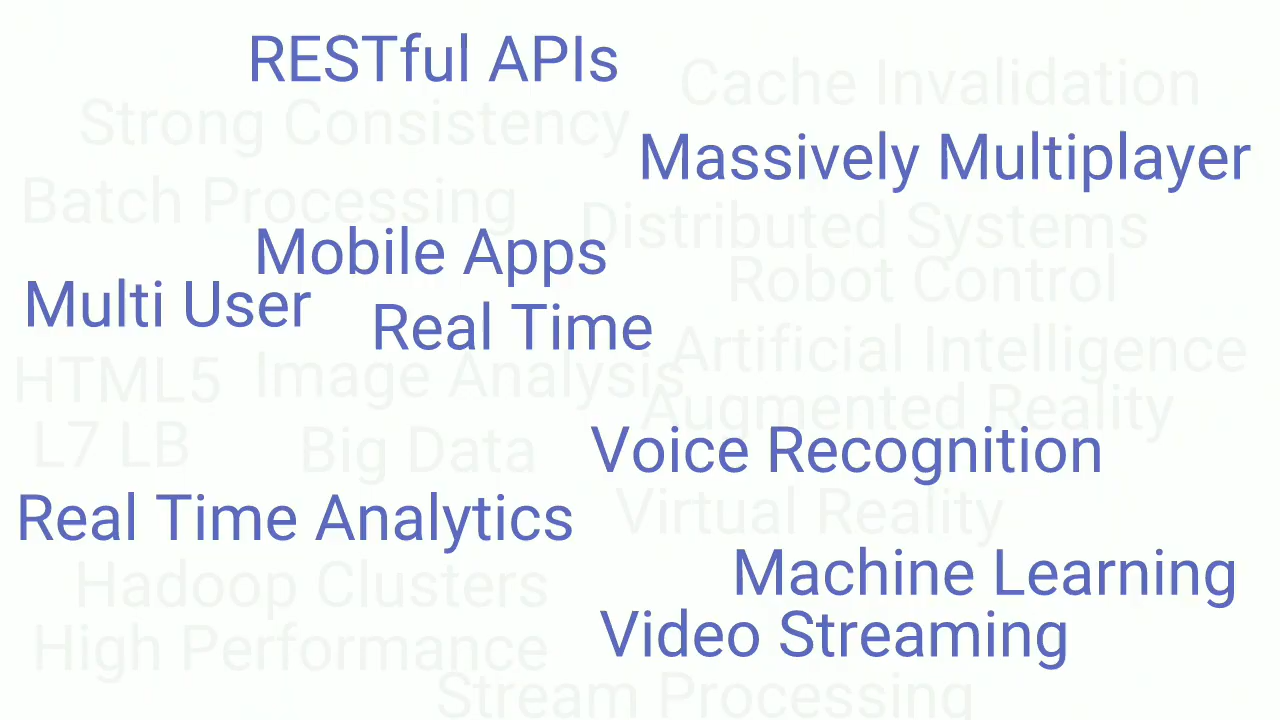 RESTful APIs
Cache Invalidation
Strong Consistency
Massively Multiplayer
Batch Processing
Distributed Systems
Mobile Apps
Robot Control
Multi User
Real Time
Artificial Intelligence
HTML5
Image Analysis
Augmented Reality
L7 LB
Big Data
Voice Recognition
Real Time Analytics
Virtual Reality
Hadoop Clusters
Machine Learning
High Performance
Video Streaming
Stream Processing